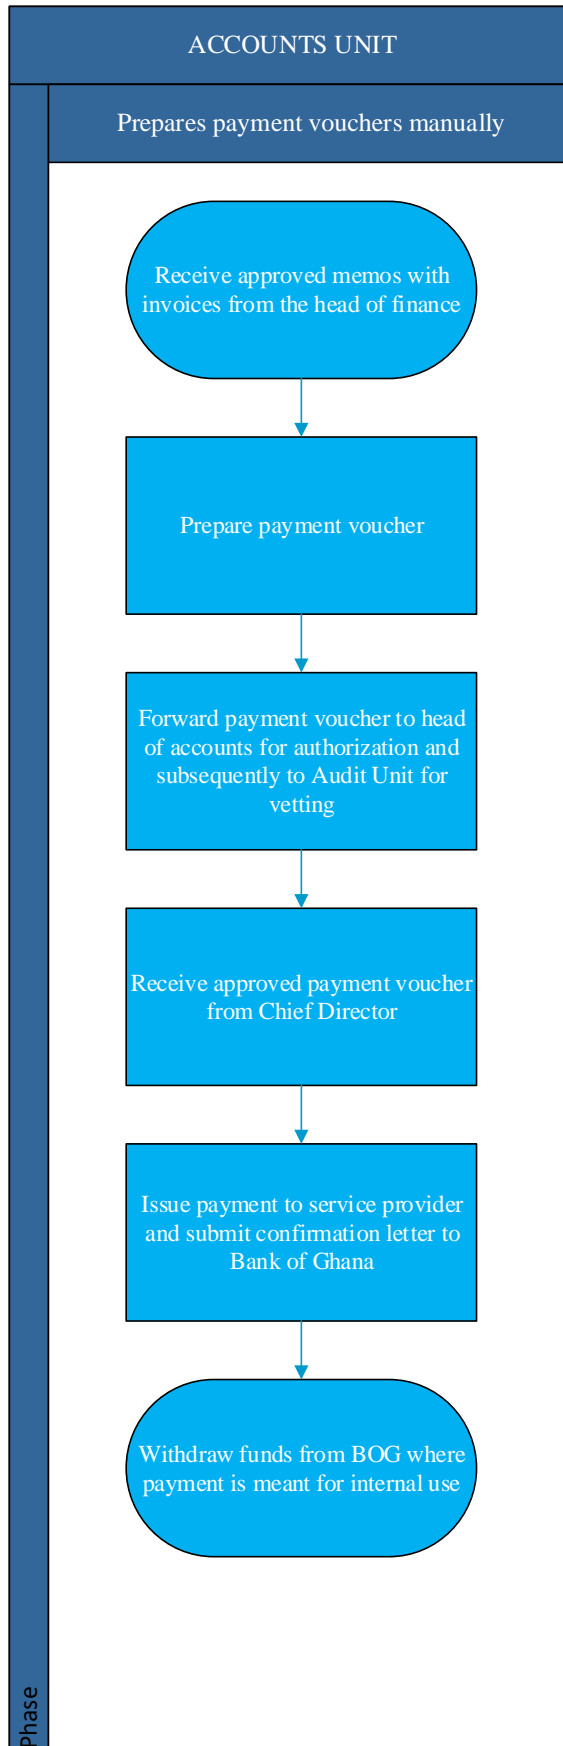 ACCOUNTS UNIT
Prepares payment vouchers manually
Receive approved memos with
invoices from the head of finance
Prepare payment voucher
Forward payment voucher to head
of accounts for authorization and
subsequently to Audit Unit for
vetting
Receive approved payment voucher
from Chief Director
Issue payment to service provider
and submit confirmation letter to
Bank of Ghana
Withdraw funds from BOG where
payment is meant for internal use
Phase